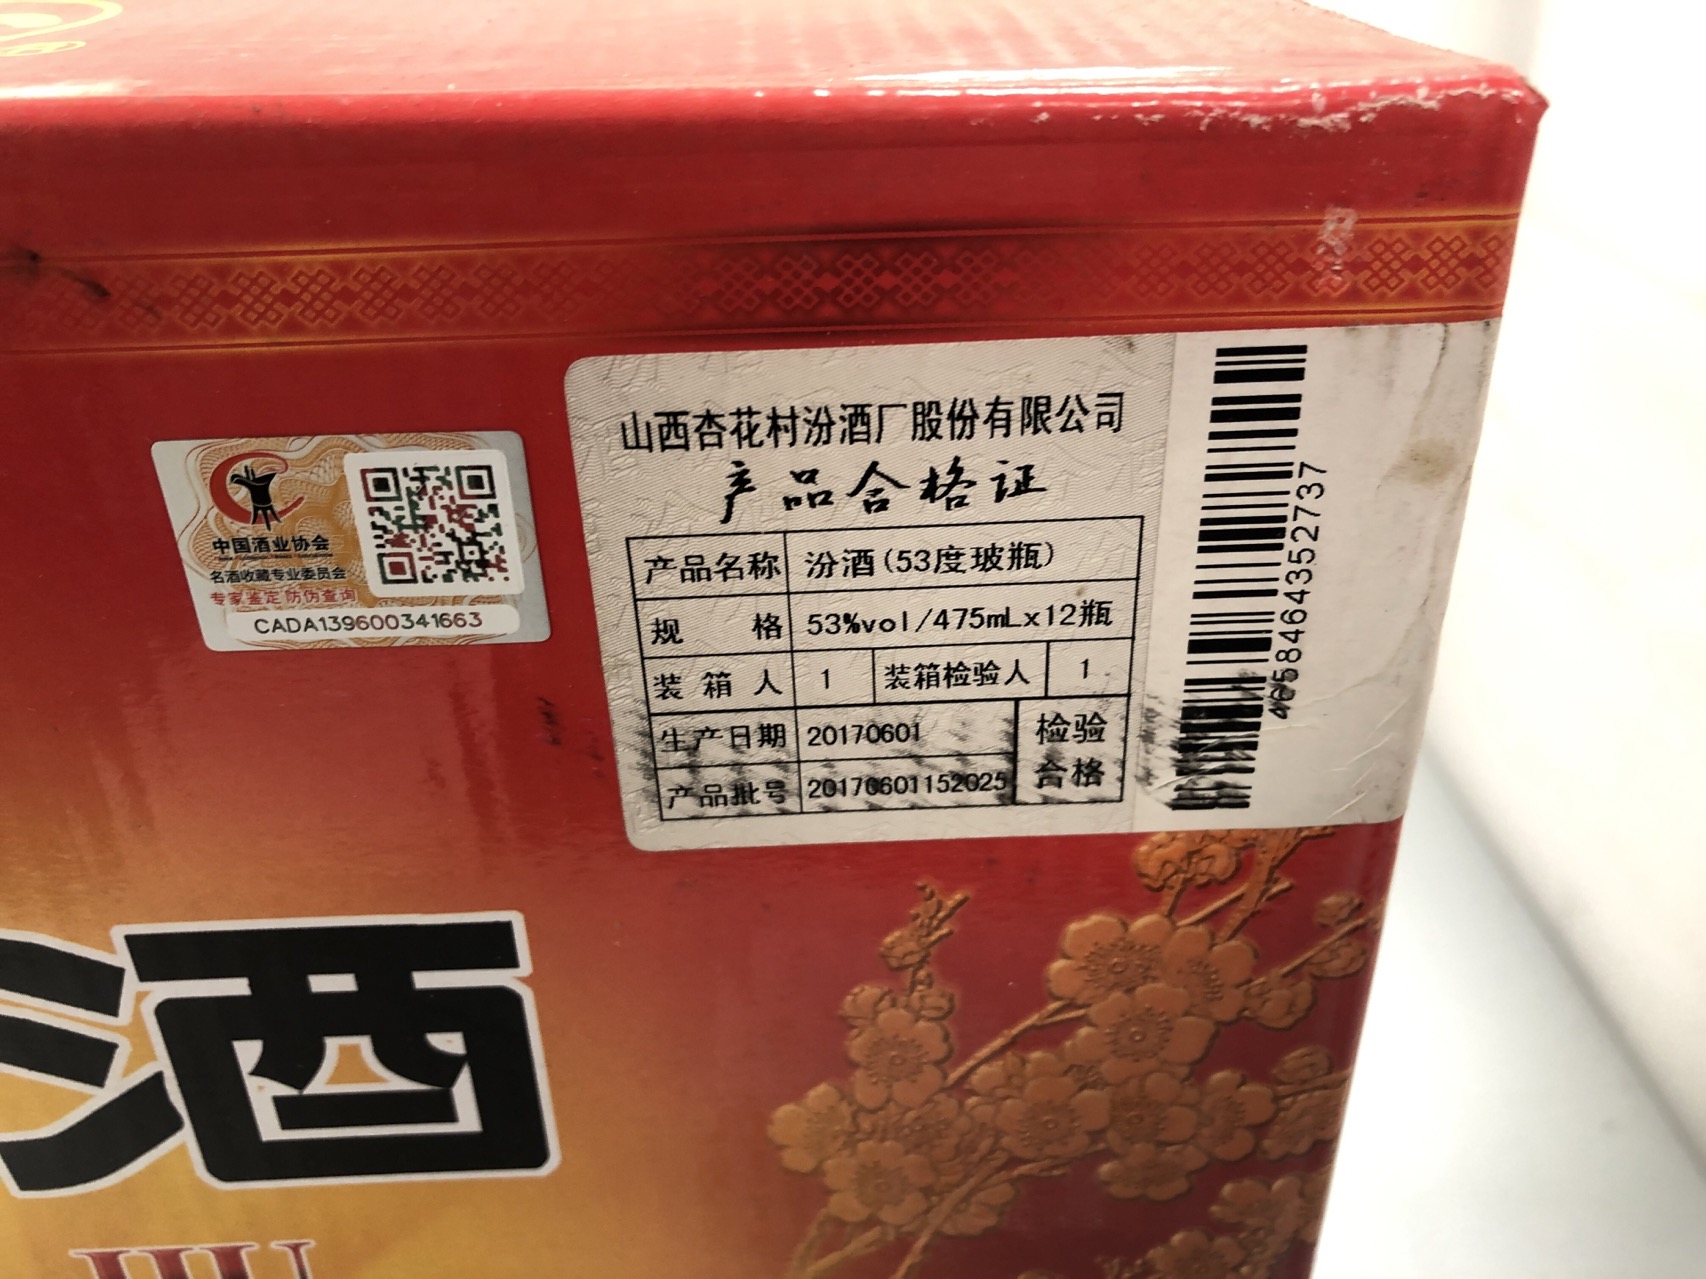 中国酒业协会
名酒收藏专业委员会
专家鉴定 防伪查询
CADA139600341663
山西杏花村汾酒厂股份有限公司
产品合格证
产品名称 汾酒(53度玻瓶)
规 格 53%vol/475mLx12瓶
装箱人 1 装箱检验人 1
生产日期 20170601 检验
产品批号 20170601152025 合格
酒
JIU